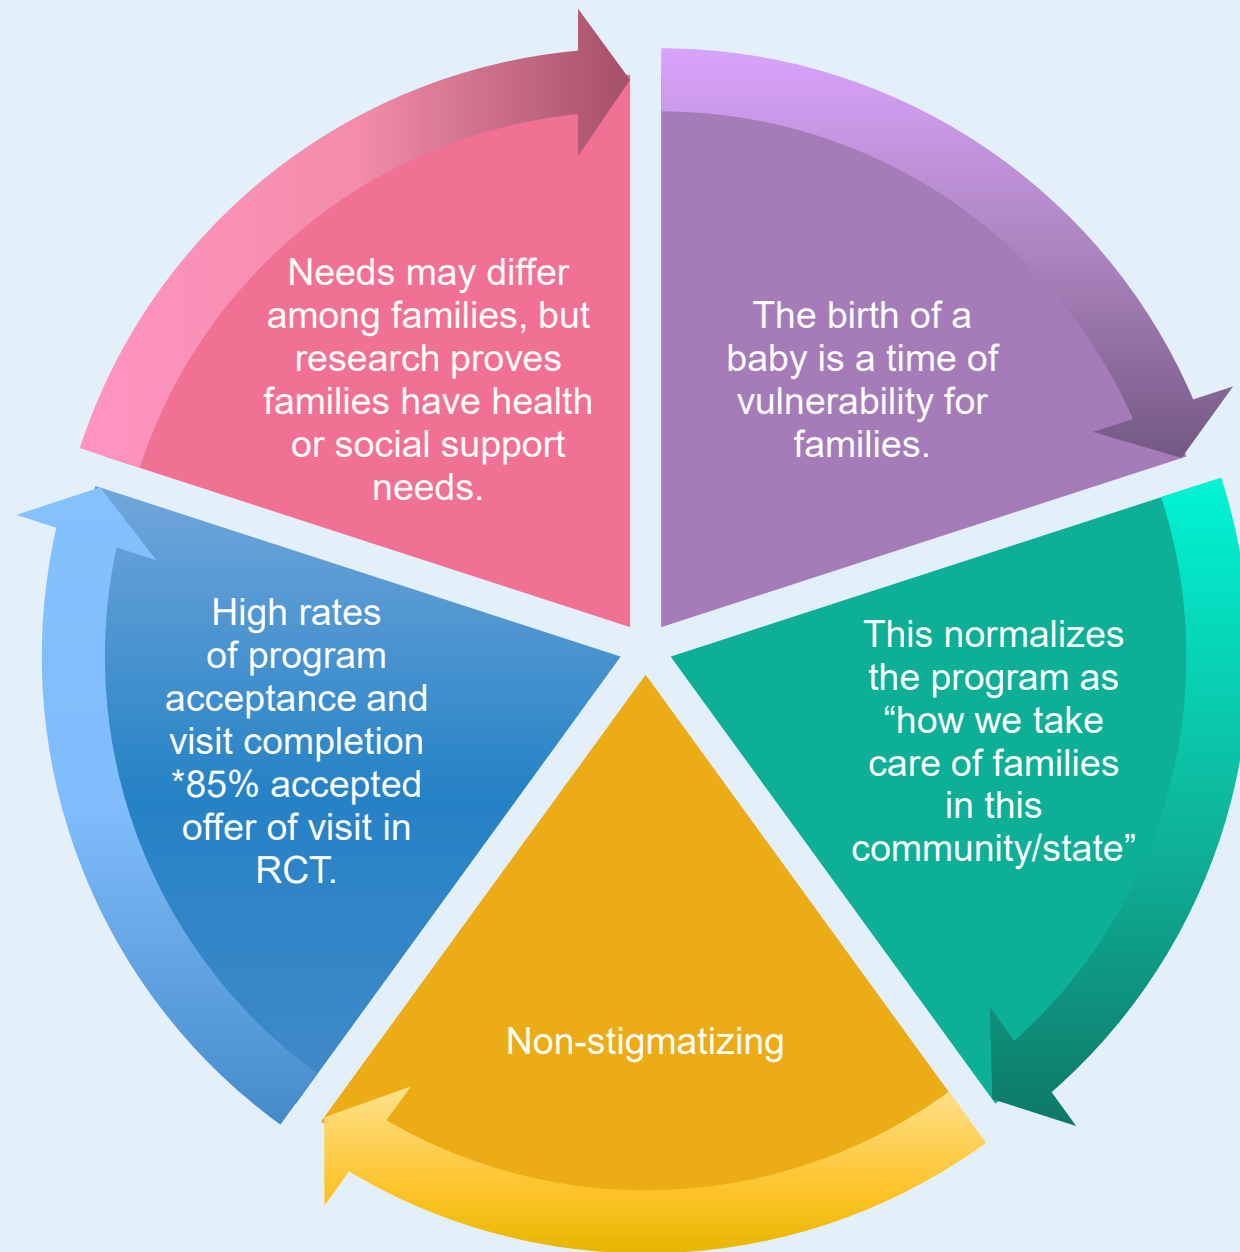 The birth of a
baby is a time of
vulnerability for
families.
This normalizes
the program as
“how we take
care of families
in this
community/state”
Non-stigmatizing
High rates
of program
acceptance and
visit completion
*85% accepted
offer of visit in
RCT.
Needs may differ
among families, but
research proves
families have health
or social support
needs.